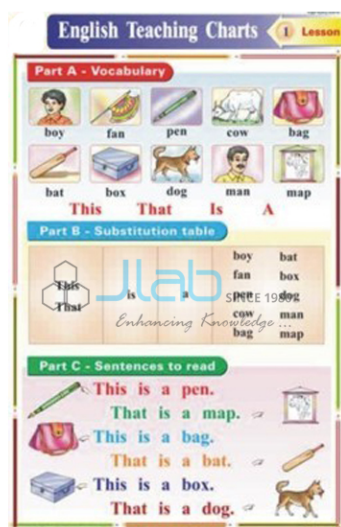 English Teaching Charts 1 Lesson
Part A - Vocabulary
boy fan pen cow bag
bat box dog man map
This That Is A
Part B - Substitution table
boy bat
fan box
This is a pen dog
That cow man
bag map
Jlab
SINCE 1980's
Enhancing Knowledge ...
Part C - Sentences to read
This is a pen.
That is a map.
This is a bag.
That is a bat.
This is a box.
That is a dog.